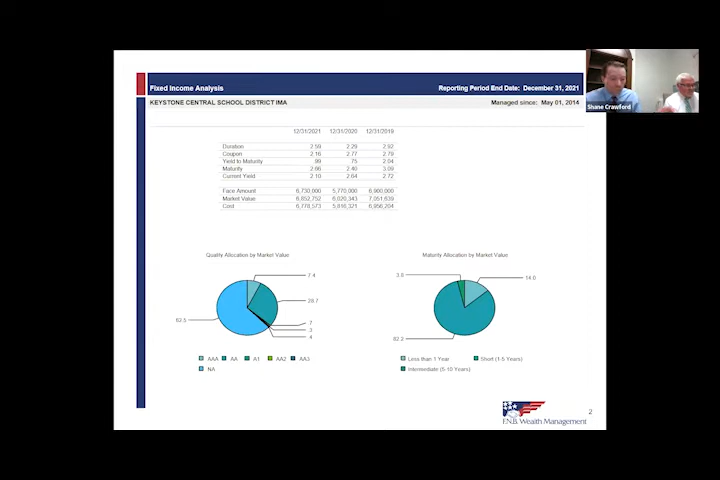 Fixed Income Analysis Reporting Period End Date: December 31, 2021
KEYSTONE CENTRAL SCHOOL DISTRICT IMA Managed since: May 01, 2014
Shane Crawford
12/31/2021 12/31/2020 12/31/2019
Duration 2.59 2.29 2.92
Coupon 2.16 2.77 2.79
Yield to Maturity .99 .75 2.04
Maturity 2.66 2.40 3.09
Current Yield 2.10 2.64 2.72
Face Amount 6,730,000 5,770,000 6,900,000
Market Value 6,852,752 6,020,343 7,051,639
Cost 6,778,573 5,816,321 6,956,204
Quality Allocation by Market Value
7.4
28.7
.7
.3
.4
62.5
AAA AA A1 AA2 AA3
NA
Maturity Allocation by Market Value
3.8
14.0
82.2
Less than 1 Year Short (1-5 Years)
Intermediate (5-10 Years)
F.N.B. Wealth Management
2